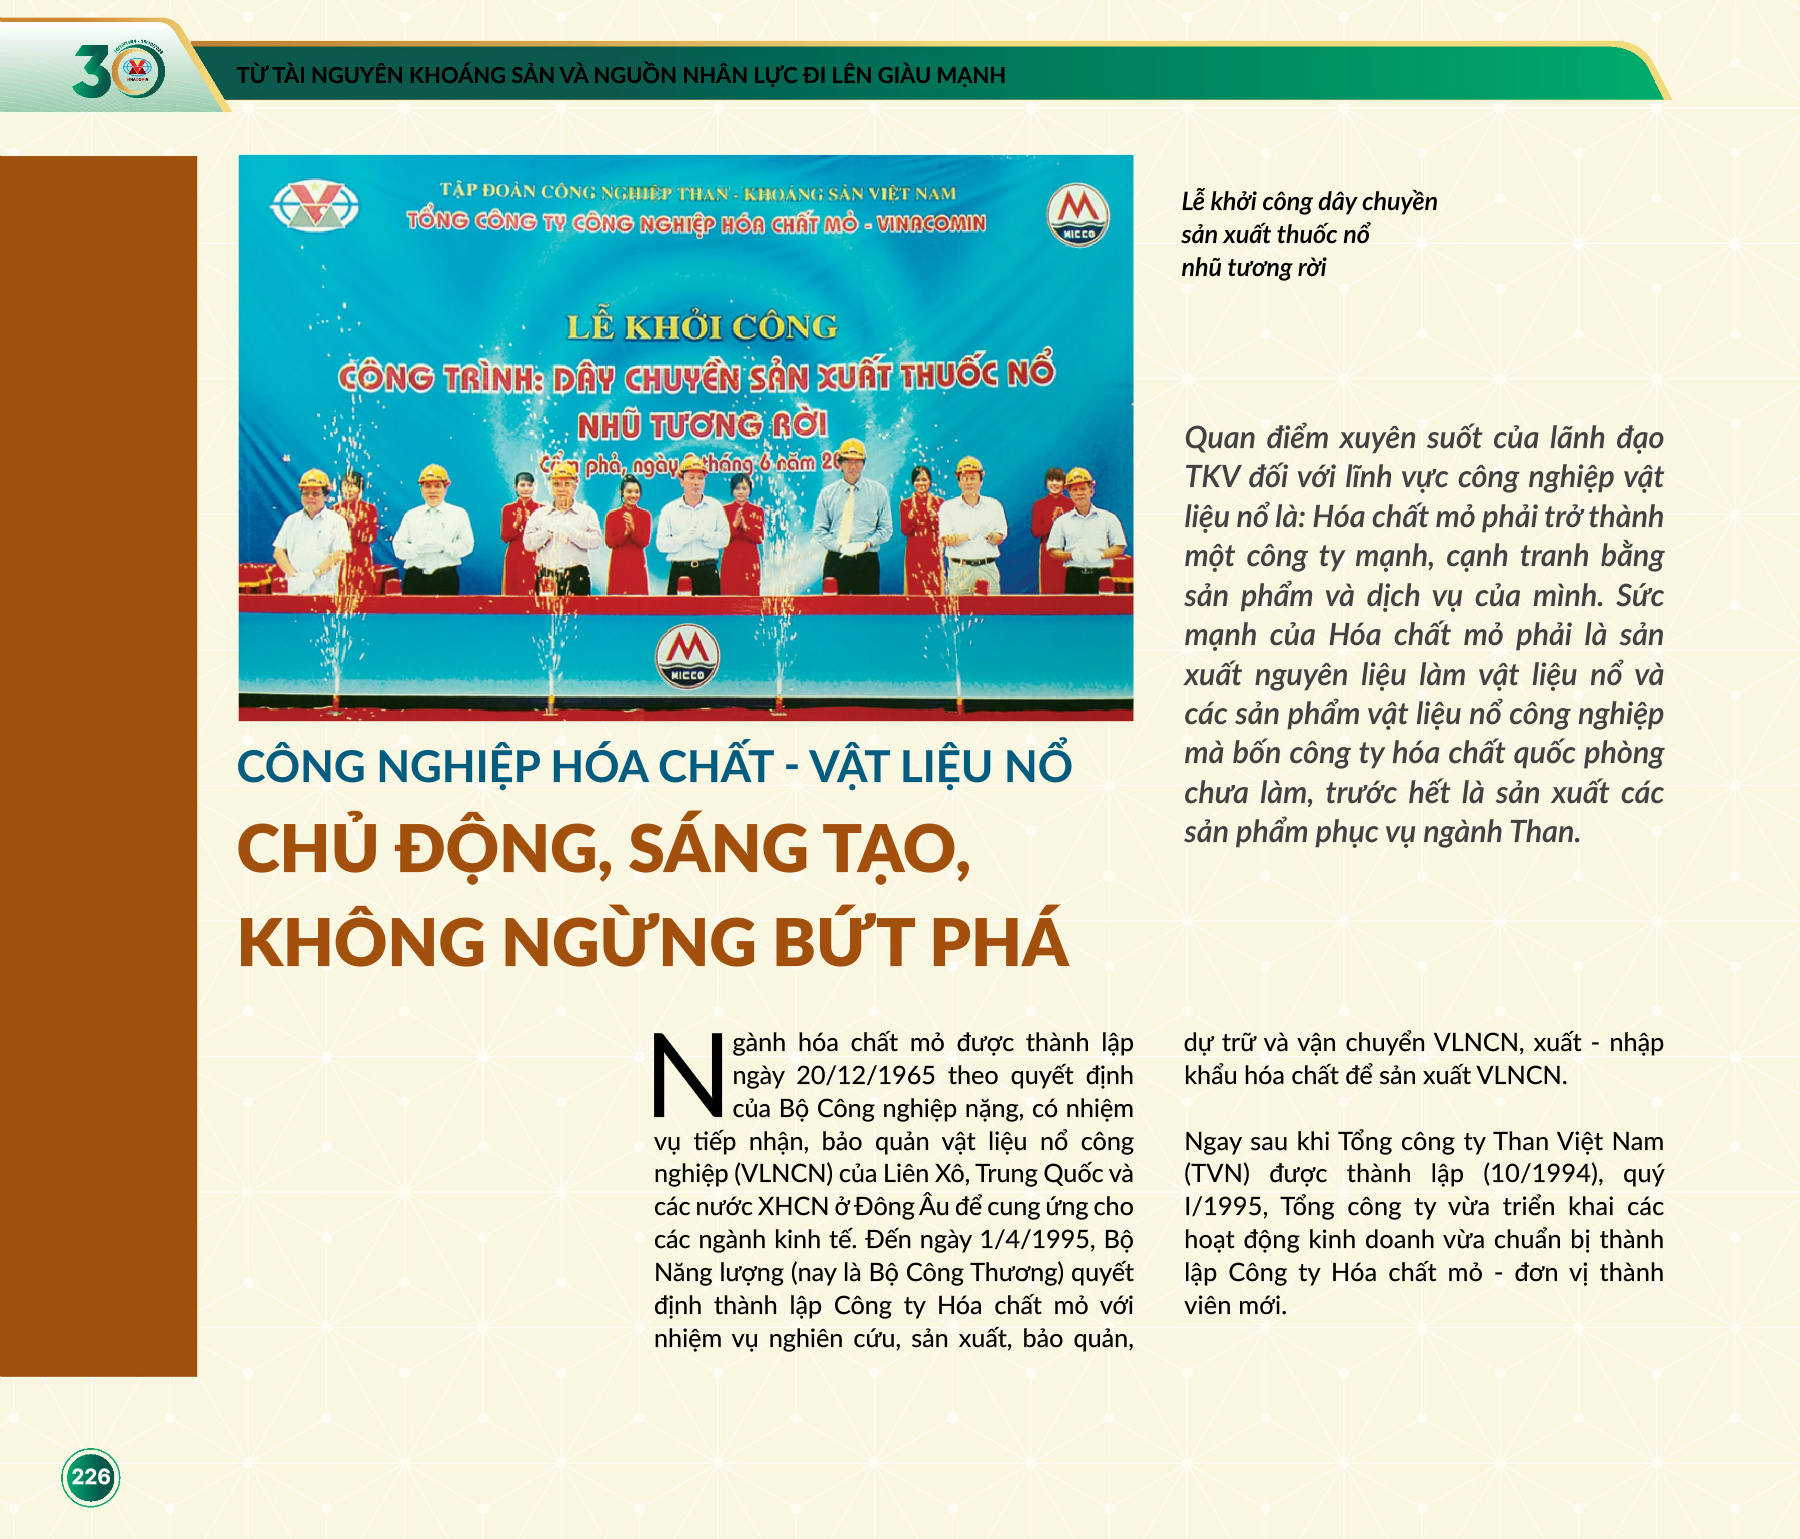 30
VINACOMIN
TỪ TÀI NGUYÊN KHOÁNG SẢN VÀ NGUỒN NHÂN LỰC ĐI LÊN GIÀU MẠNH
TẬP ĐOÀN CÔNG NGHIỆP THAN - KHOÁNG SẢN VIỆT NAM
TỔNG CÔNG TY CÔNG NGHIỆP HÓA CHẤT MỎ - VINACOMIN
MICCO
LỄ KHỞI CÔNG
CÔNG TRÌNH: DÂY CHUYỀN SẢN XUẤT THUỐC NỔ
NHŨ TƯƠNG RỜI
Cẩm phả, ngày tháng 6 năm 20
MICCO
Lễ khởi công dây chuyền
sản xuất thuốc nổ
nhũ tương rời
Quan điểm xuyên suốt của lãnh đạo
TKV đối với lĩnh vực công nghiệp vật
liệu nổ là: Hóa chất mỏ phải trở thành
một công ty mạnh, cạnh tranh bằng
sản phẩm và dịch vụ của mình. Sức
mạnh của Hóa chất mỏ phải là sản
xuất nguyên liệu làm vật liệu nổ và
các sản phẩm vật liệu nổ công nghiệp
mà bốn công ty hóa chất quốc phòng
chưa làm, trước hết là sản xuất các
sản phẩm phục vụ ngành Than.
CÔNG NGHIỆP HÓA CHẤT - VẬT LIỆU NỔ
CHỦ ĐỘNG, SÁNG TẠO,
KHÔNG NGỪNG BỨT PHÁ
Ngành hóa chất mỏ được thành lập
ngày 20/12/1965 theo quyết định
của Bộ Công nghiệp nặng, có nhiệm
vụ tiếp nhận, bảo quản vật liệu nổ công
nghiệp (VLNCN) của Liên Xô, Trung Quốc và
các nước XHCN ở Đông Âu để cung ứng cho
các ngành kinh tế. Đến ngày 1/4/1995, Bộ
Năng lượng (nay là Bộ Công Thương) quyết
định thành lập Công ty Hóa chất mỏ với
nhiệm vụ nghiên cứu, sản xuất, bảo quản,
dự trữ và vận chuyển VLNCN, xuất - nhập
khẩu hóa chất để sản xuất VLNCN.
Ngay sau khi Tổng công ty Than Việt Nam
(TVN) được thành lập (10/1994), quý
I/1995, Tổng công ty vừa triển khai các
hoạt động kinh doanh vừa chuẩn bị thành
lập Công ty Hóa chất mỏ - đơn vị thành
viên mới.
226